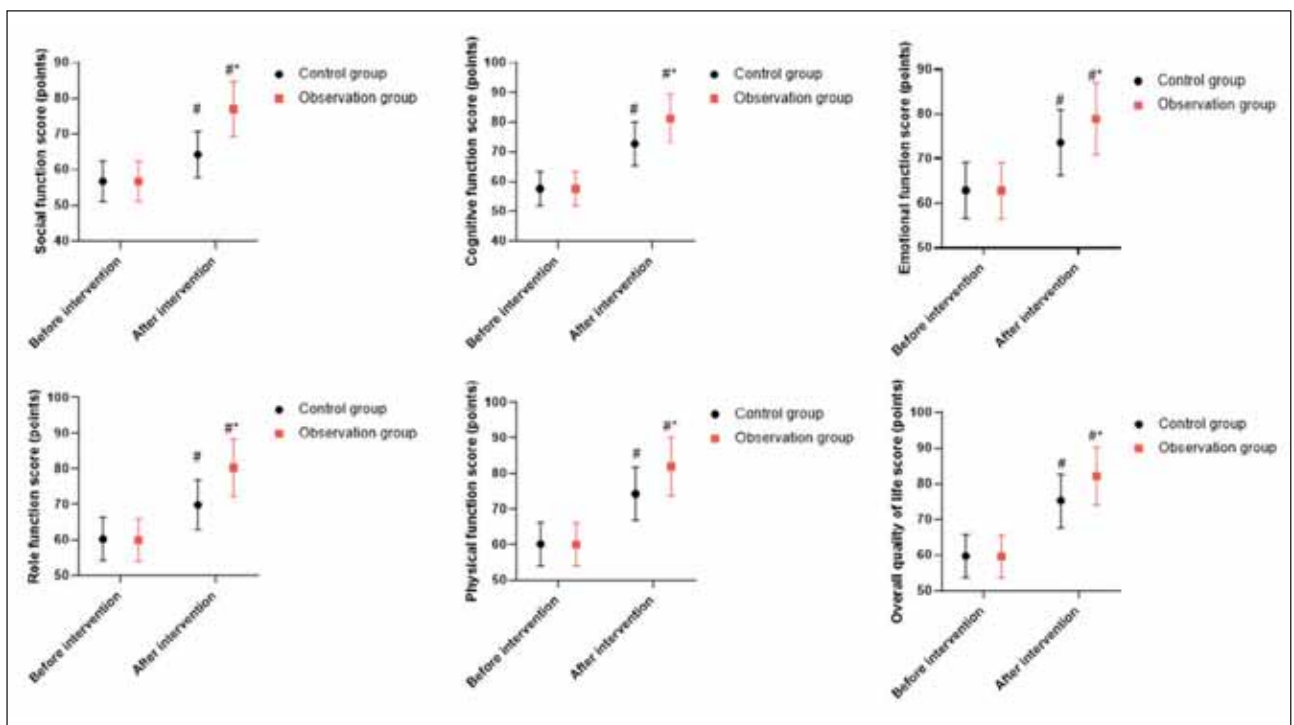 Social function score (points)
90
80
70
60
50
40
#
#*
Before intervention
After intervention
Control group
Observation group
Cognitive function score (points)
100
90
80
70
60
50
40
#
#*
Before intervention
After intervention
Control group
Observation group
Emotional function score (points)
90
80
70
60
50
#
#*
Before intervention
After intervention
Control group
Observation group
Role function score (points)
100
90
80
70
60
50
#
#*
Before intervention
After intervention
Control group
Observation group
Physical function score (points)
100
90
80
70
60
50
#
#*
Before intervention
After intervention
Control group
Observation group
Overall quality of life score (points)
100
90
80
70
60
50
#
#*
Before intervention
After intervention
Control group
Observation group